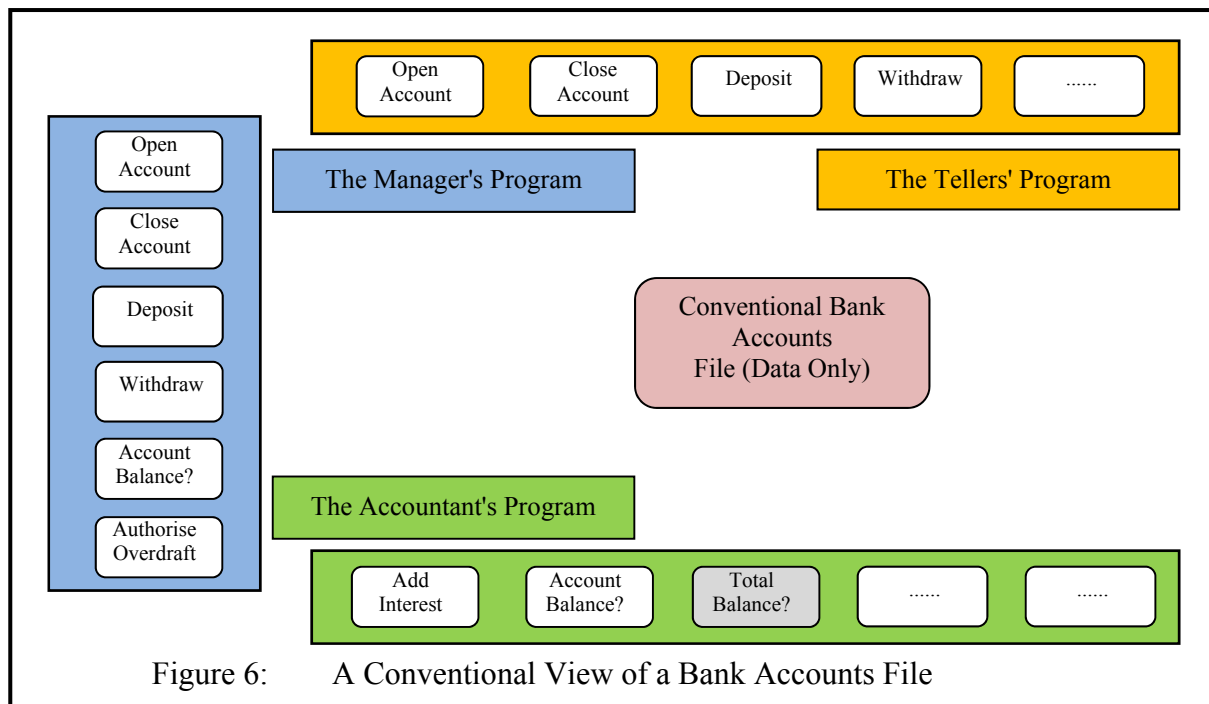 Open
Account
Close
Account
Deposit
Withdraw
......
Open
Account
Close
Account
Deposit
Withdraw
Account
Balance?
Authorise
Overdraft
The Manager's Program
The Tellers' Program
Conventional Bank
Accounts
File (Data Only)
The Accountant's Program
Add
Interest
Account
Balance?
Total
Balance?
......
......
Figure 6: A Conventional View of a Bank Accounts File